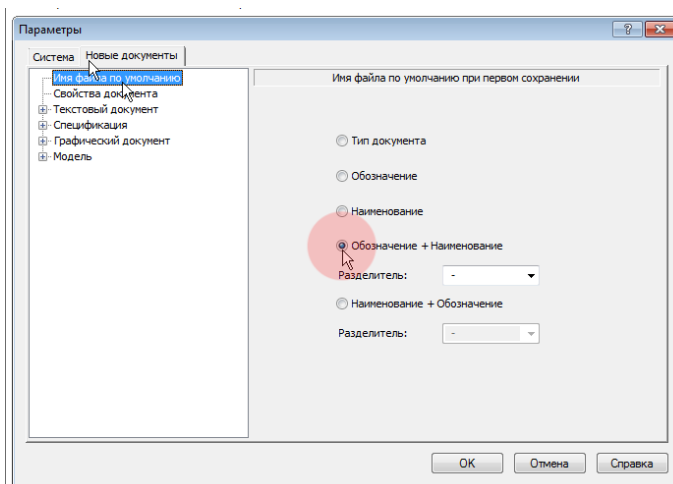 Параметры
Система Новые документы
Имя файла по умолчанию
Свойства документа
Текстовый документ
Спецификация
Графический документ
Модель
Имя файла по умолчанию при первом сохранении
Тип документа
Обозначение
Наименование
Обозначение + Наименование
Разделитель: -
Наименование + Обозначение
Разделитель: -
OK Отмена Справка